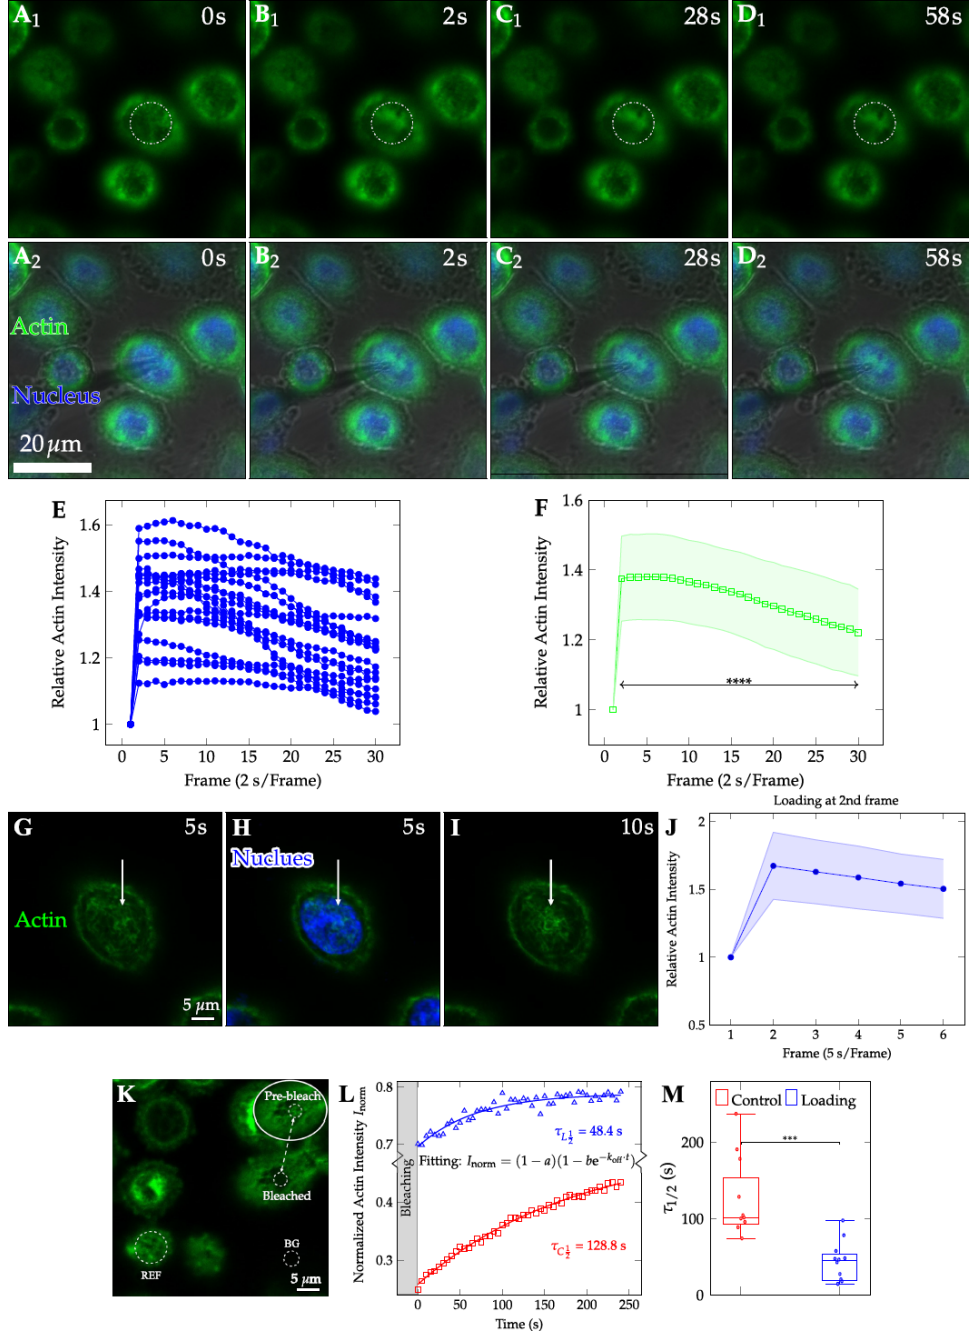 A1 0s B1 2s C1 28s D1 58s
A2 0s B2 2s C2 28s D2 58s
Actin
Nucleus
20 μm
E
Relative Actin Intensity
1.6
1.4
1.2
1
0 5 10 15 20 25 30
Frame (2 s/Frame)
F
Relative Actin Intensity
1.6
1.4
1.2
1
****
0 5 10 15 20 25 30
Frame (2 s/Frame)
G 5s H 5s I 10s
Nuclues
Actin
5 μm
J
Loading at 2nd frame
Relative Actin Intensity
2
1.5
1
0.5
1 2 3 4 5 6
Frame (5 s/Frame)
K
Pre-bleach
Bleached
REF
BG
5 μm
L
Normalized Actin Intensity Inorm
0.8
0.7
0.4
0.3
Bleaching
τL½ = 48.4 s
Fitting: Inorm = (1−a)(1−be^−koff·t)
τC½ = 128.8 s
0 50 100 150 200 250
Time (s)
M
Control Loading
τ1/2 (s)
200
100
0
***